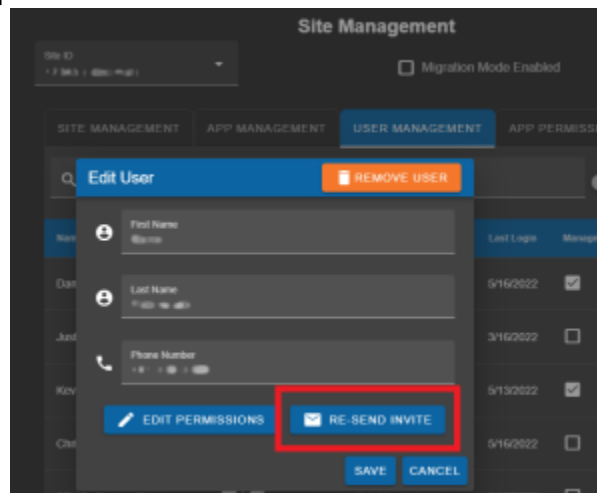 Site Management
Site ID
Migration Mode Enabled
SITE MANAGEMENT APP MANAGEMENT USER MANAGEMENT APP
Edit User REMOVE USER
First Name
Last Login
Last Name
5/16/2022
3/16/2022
Phone Number
5/13/2022
EDIT PERMISSIONS RE-SEND INVITE
5/16/2022
SAVE CANCEL